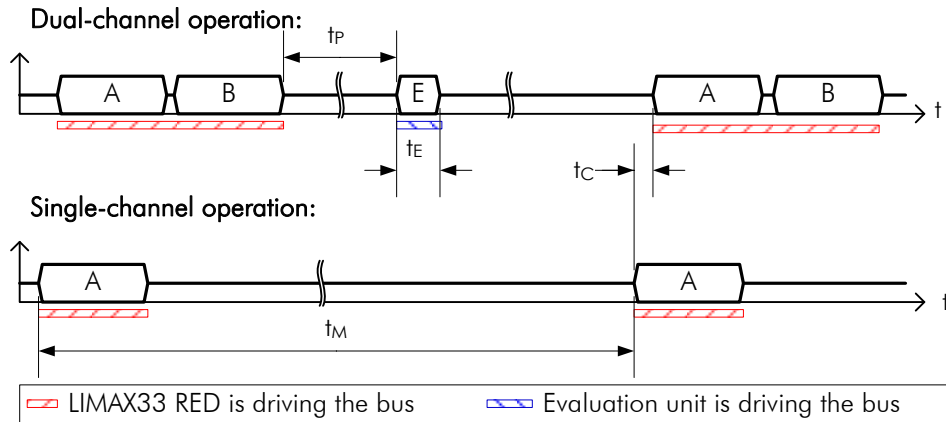 Dual-channel operation:
tP
A B E A B t
tE
tC
Single-channel operation:
A A t
tM
LIMAX33 RED is driving the bus Evaluation unit is driving the bus